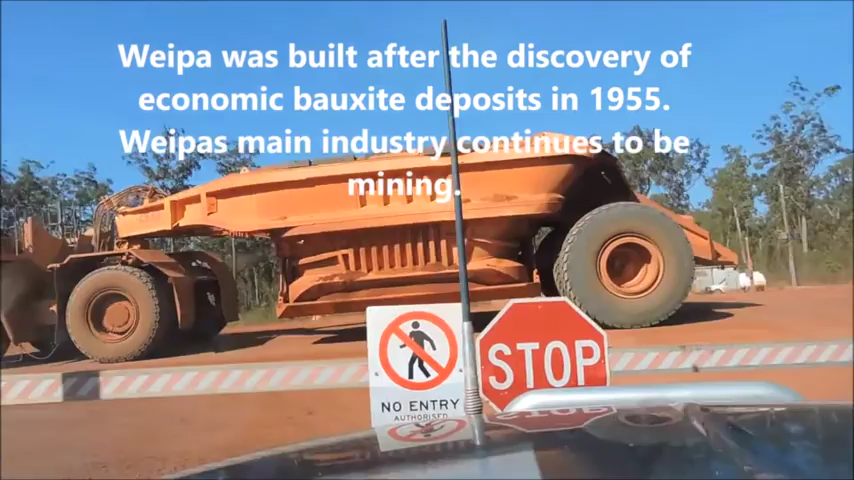 Weipa was built after the discovery of
economic bauxite deposits in 1955.
Weipas main industry continues to be
mining.
STOP
NO ENTRY
AUTHORISED